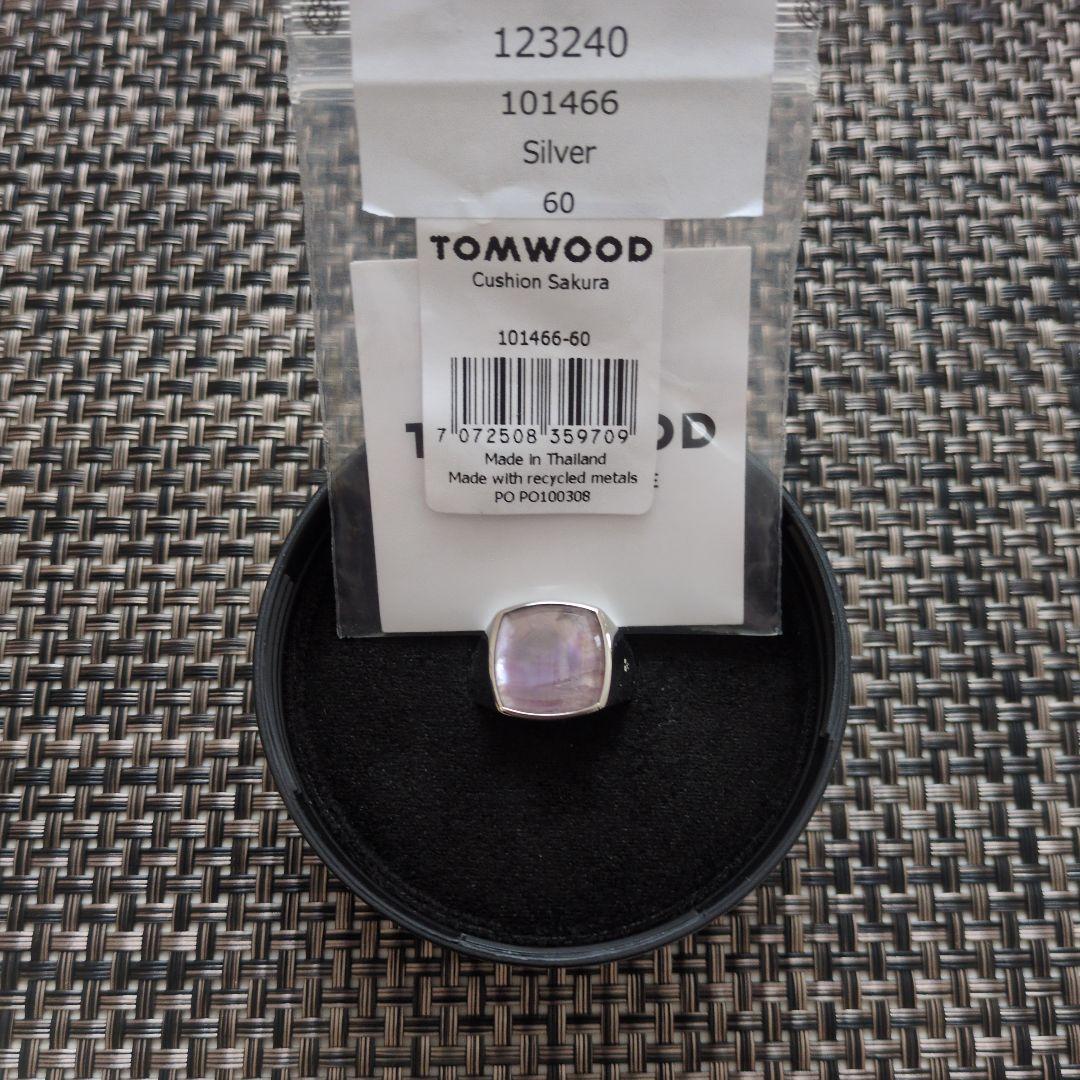 123240
101466
Silver
60
TOMWOOD
Cushion Sakura
101466-60
7 072508 359709
Made in Thailand
Made with recycled metals
PO PO100308